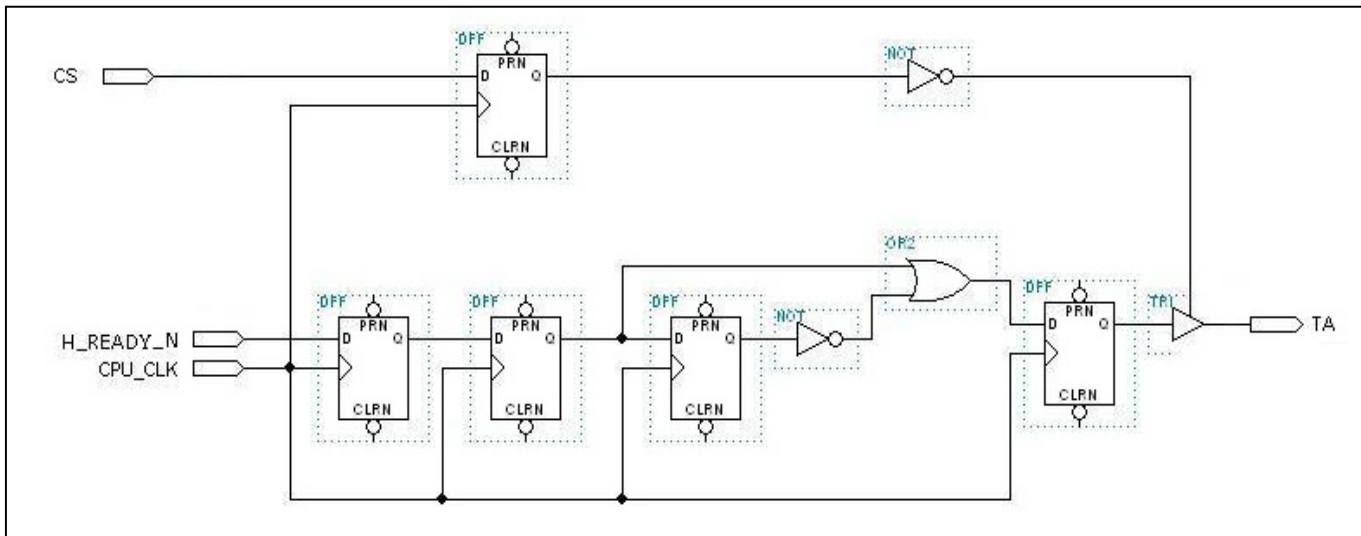 DFF
PRN
CS
D Q
NOT
CLRN
OR2
DFF
PRN
H_READY_N
D Q
CPU_CLK
CLRN
DFF
PRN
D Q
CLRN
DFF
PRN
D Q
CLRN
NOT
DFF
PRN
D Q
CLRN
TRI
TA